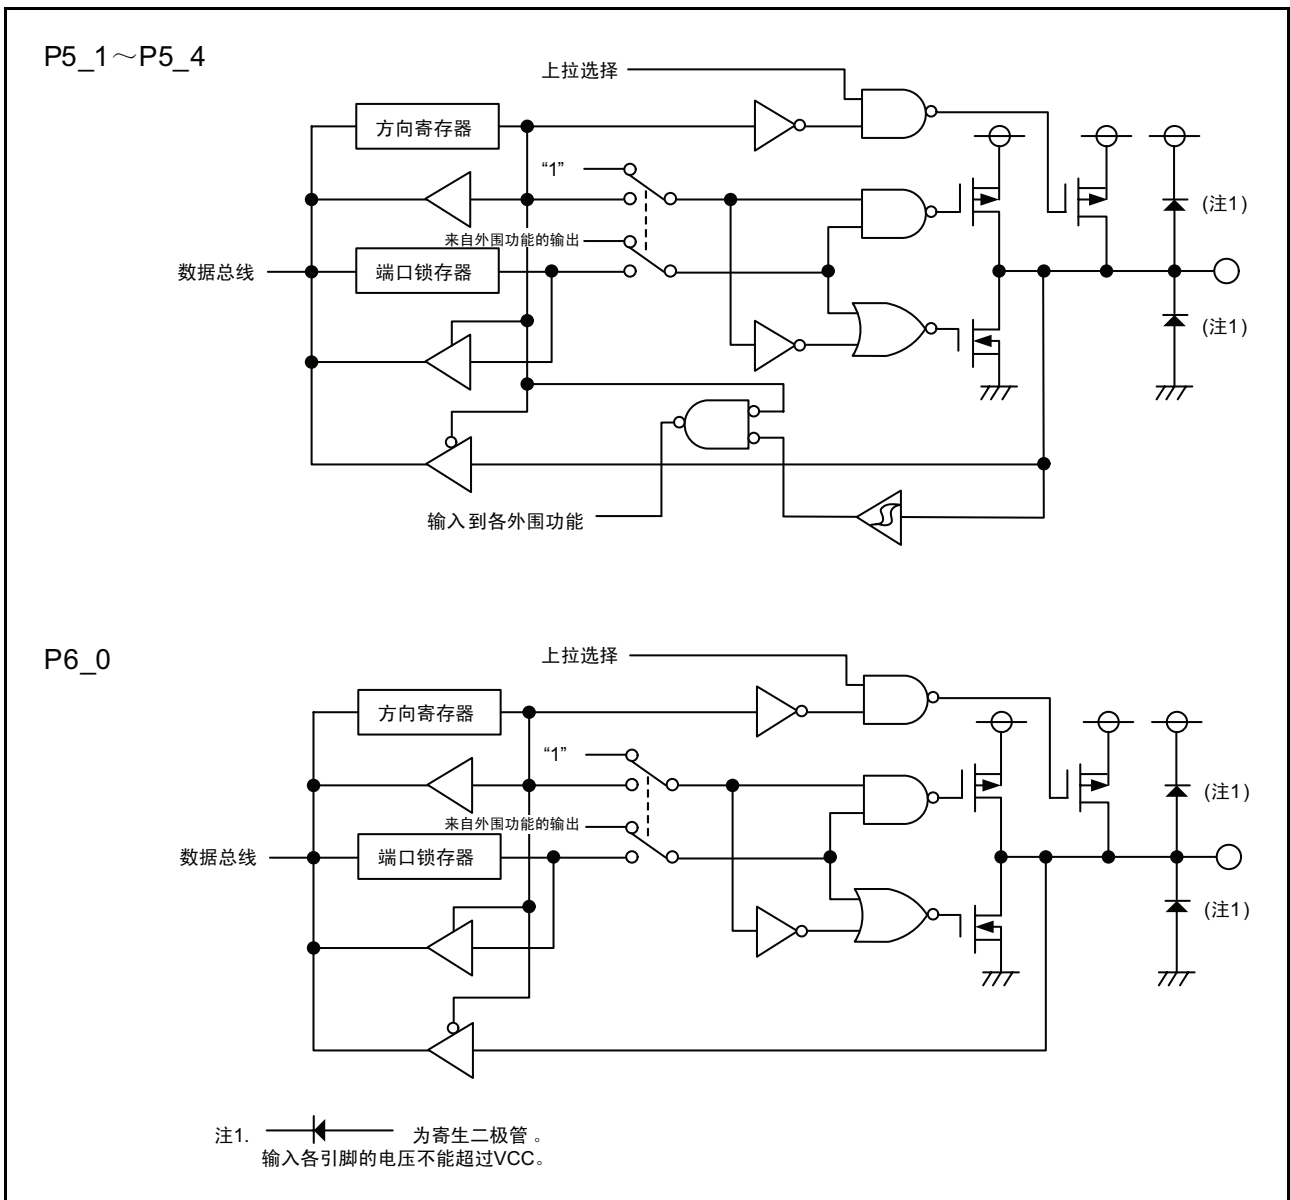 P5_1～P5_4
上拉选择
方向寄存器
“1”
(注1)
来自外围功能的输出
数据总线
端口锁存器
(注1)
输入到各外围功能
P6_0
上拉选择
方向寄存器
“1”
(注1)
来自外围功能的输出
数据总线
端口锁存器
(注1)
注1. 为寄生二极管。
输入各引脚的电压不能超过VCC。